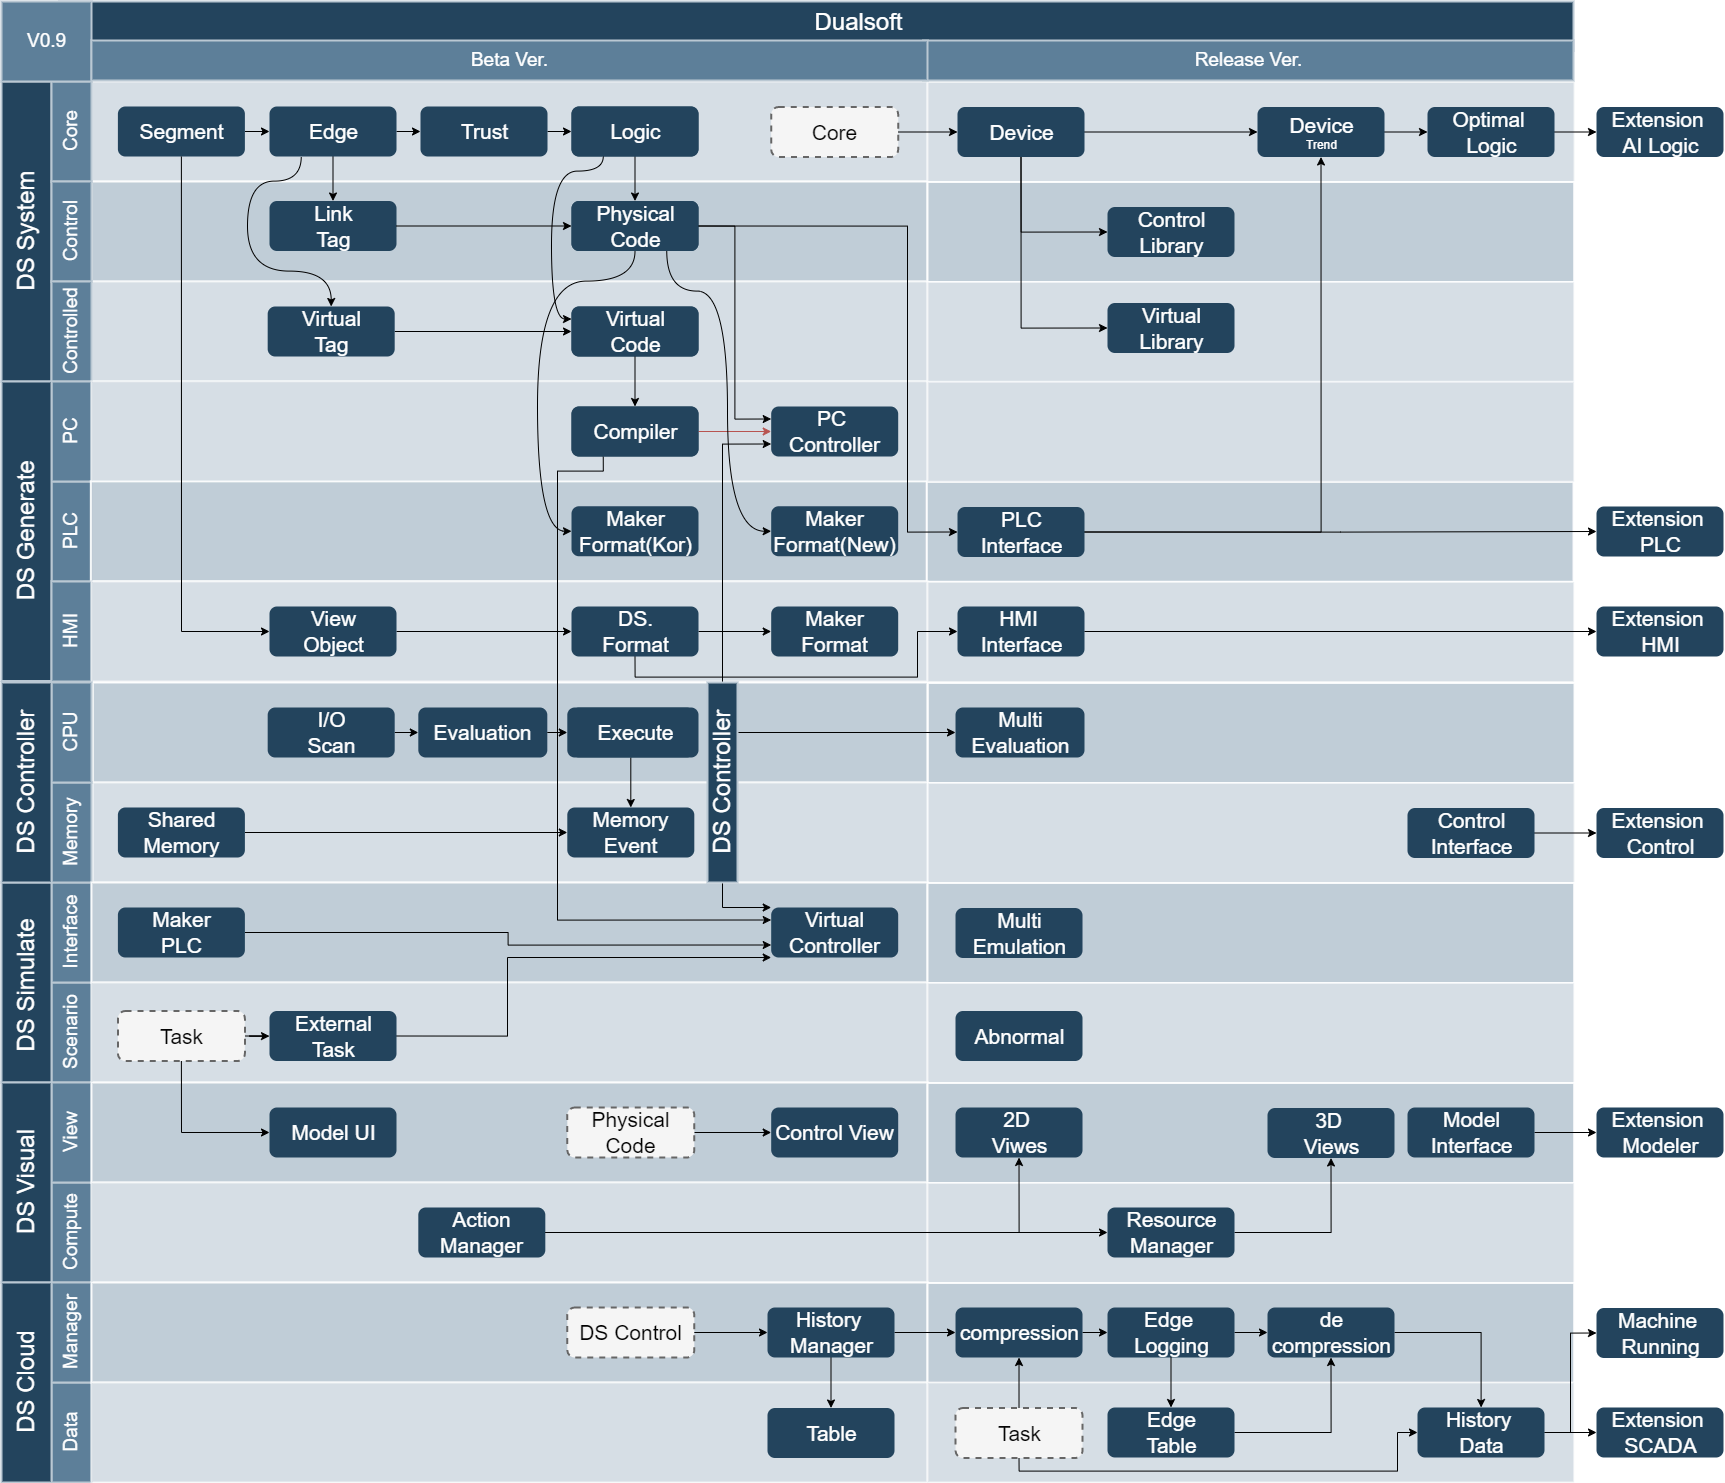 V0.9
Dualsoft
Beta Ver.
Release Ver.
DS System
Core
Segment
Edge
Trust
Logic
Core
Device
Device
Trend
Optimal
Logic
Extension
AI Logic
Control
Link
Tag
Physical
Code
Control
Library
Controlled
Virtual
Tag
Virtual
Code
Virtual
Library
DS Generate
PC
Compiler
PC
Controller
PLC
Maker
Format(Kor)
Maker
Format(New)
PLC
Interface
Extension
PLC
HMI
View
Object
DS.
Format
Maker
Format
HMI
Interface
Extension
HMI
DS Controller
CPU
I/O
Scan
Evaluation
Execute
DS Controller
Multi
Evaluation
Memory
Shared
Memory
Memory
Event
Control
Interface
Extension
Control
DS Simulate
Interface
Maker
PLC
Virtual
Controller
Multi
Emulation
Scenario
Task
External
Task
Abnormal
DS Visual
View
Model UI
Physical
Code
Control View
2D
Viwes
3D
Views
Model
Interface
Extension
Modeler
Compute
Action
Manager
Resource
Manager
DS Cloud
Manager
DS Control
History
Manager
compression
Edge
Logging
de
compression
Machine
Running
Data
Table
Task
Edge
Table
History
Data
Extension
SCADA